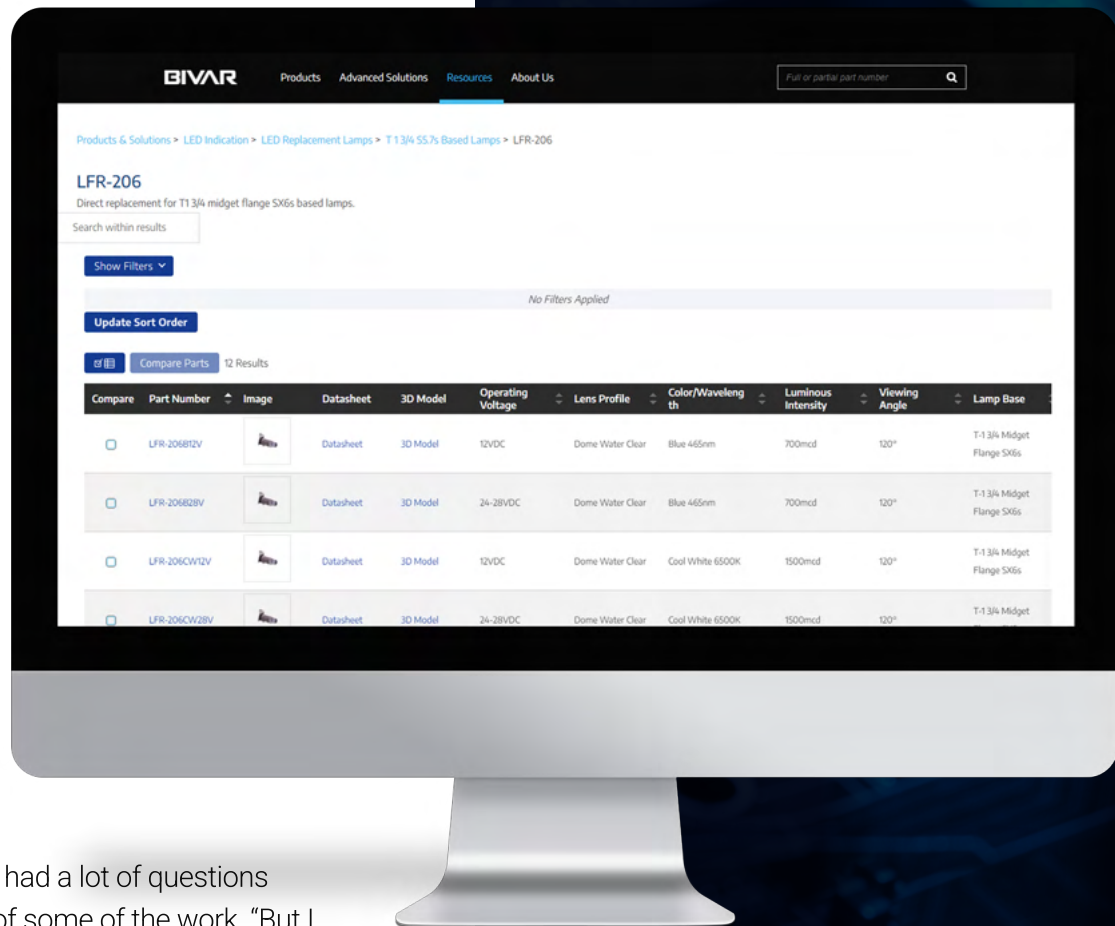 BIVAR Products Advanced Solutions Resources About Us Full or partial part number
Products & Solutions > LED Indication > LED Replacement Lamps > T 1 3/4 S5.7s Based Lamps > LFR-206
LFR-206
Direct replacement for T1 3/4 midget flange SX6s based lamps.
Search within results
Show Filters
No Filters Applied
Update Sort Order
Compare Parts 12 Results
Compare Part Number Image Datasheet 3D Model Operating Voltage Lens Profile Color/Waveleng th Luminous Intensity Viewing Angle Lamp Base
LFR-206B12V Datasheet 3D Model 12VDC Dome Water Clear Blue 465nm 700mcd 120° T-1 3/4 Midget Flange SX6s
LFR-206B28V Datasheet 3D Model 24-28VDC Dome Water Clear Blue 465nm 700mcd 120° T-1 3/4 Midget Flange SX6s
LFR-206CW12V Datasheet 3D Model 12VDC Dome Water Clear Cool White 6500K 1500mcd 120° T-1 3/4 Midget Flange SX6s
LFR-206CW28V Datasheet 3D Model 24-28VDC Dome Water Clear Cool White 6500K 1500mcd 120° T-1 3/4 Midget
had a lot of questions
of some of the work. “But I